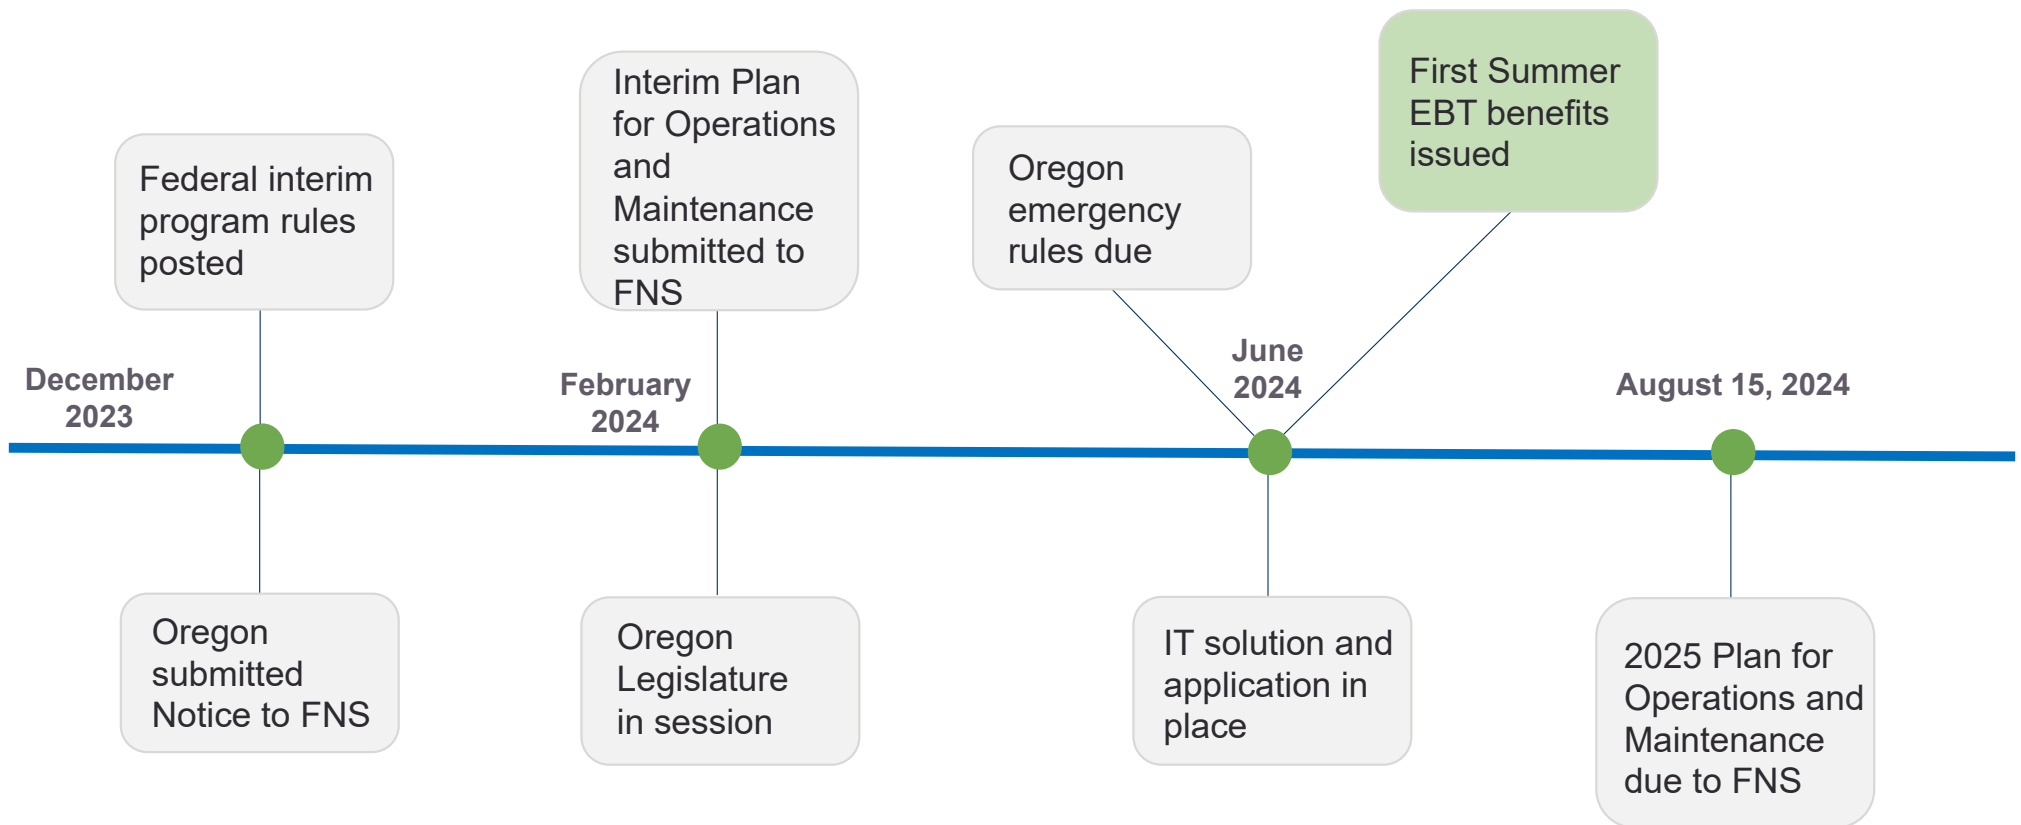 Federal interim
program rules
posted
Interim Plan
for Operations
and
Maintenance
submitted to
FNS
Oregon
emergency
rules due
First Summer
EBT benefits
issued
December
2023
February
2024
June
2024
August 15, 2024
Oregon
submitted
Notice to FNS
Oregon
Legislature
in session
IT solution and
application in
place
2025 Plan for
Operations and
Maintenance
due to FNS